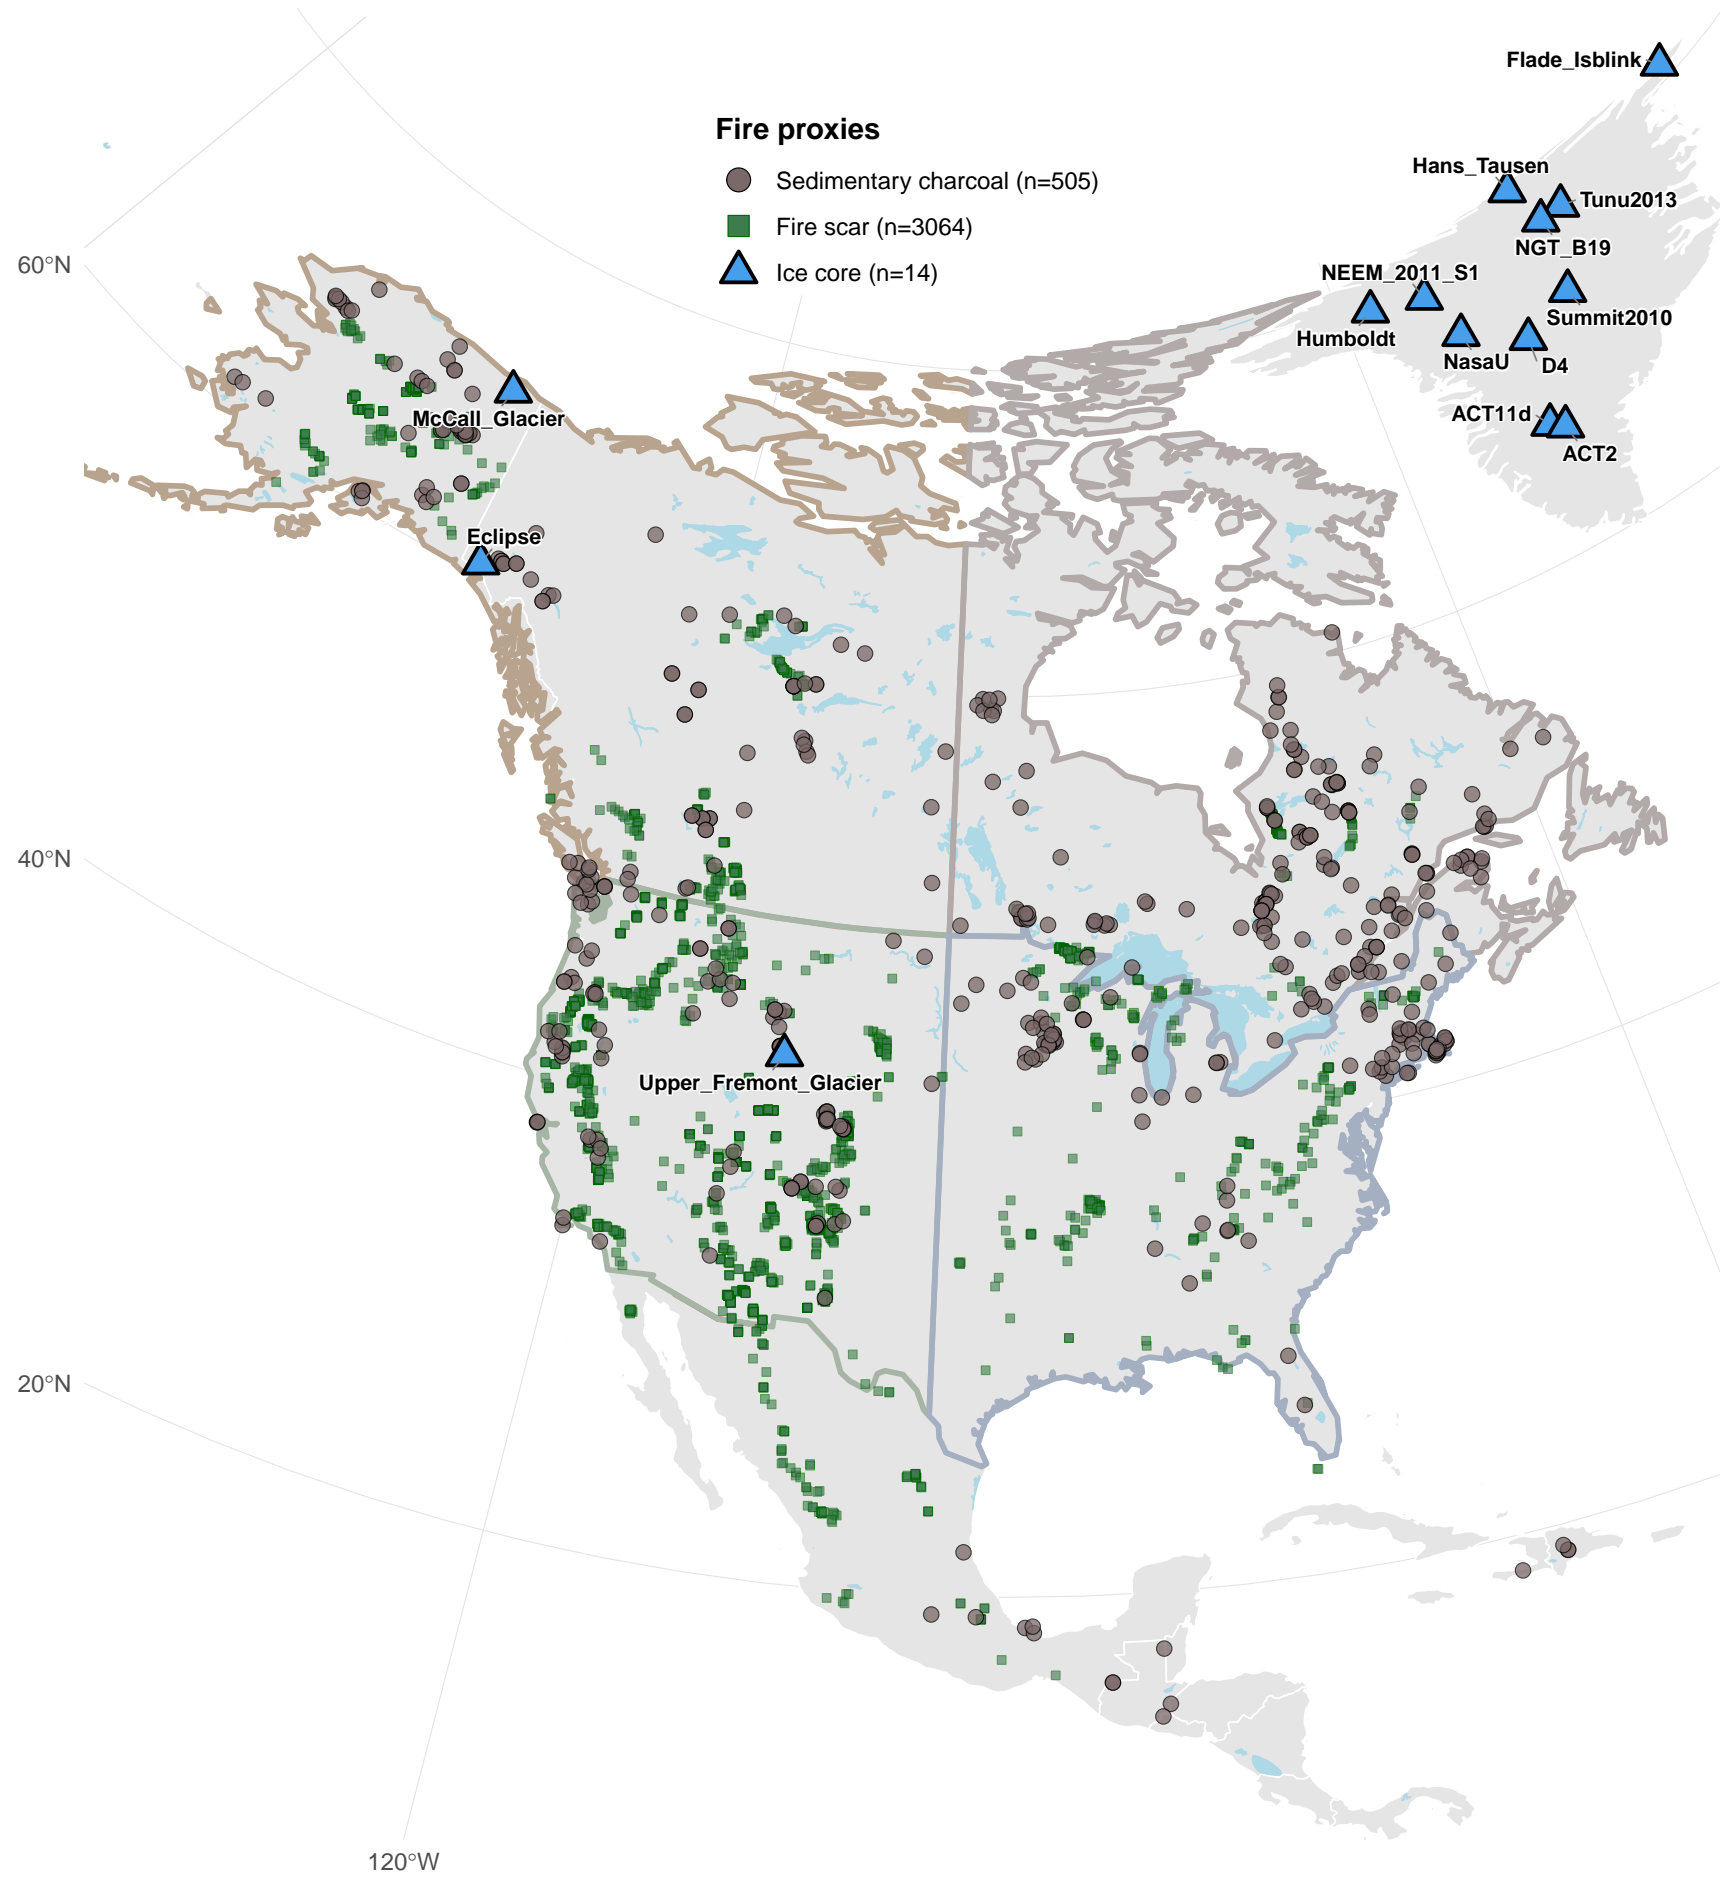 Flade_Isblink
Fire proxies
Sedimentary charcoal (n=505)
Fire scar (n=3064)
Ice core (n=14)
Hans_Tausen
Tunu2013
NGT_B19
NEEM_2011_S1
Summit2010
Humboldt
NasaU
D4
ACT11d
ACT2
60°N
McCall_Glacier
Eclipse
40°N
Upper_Fremont_Glacier
20°N
120°W